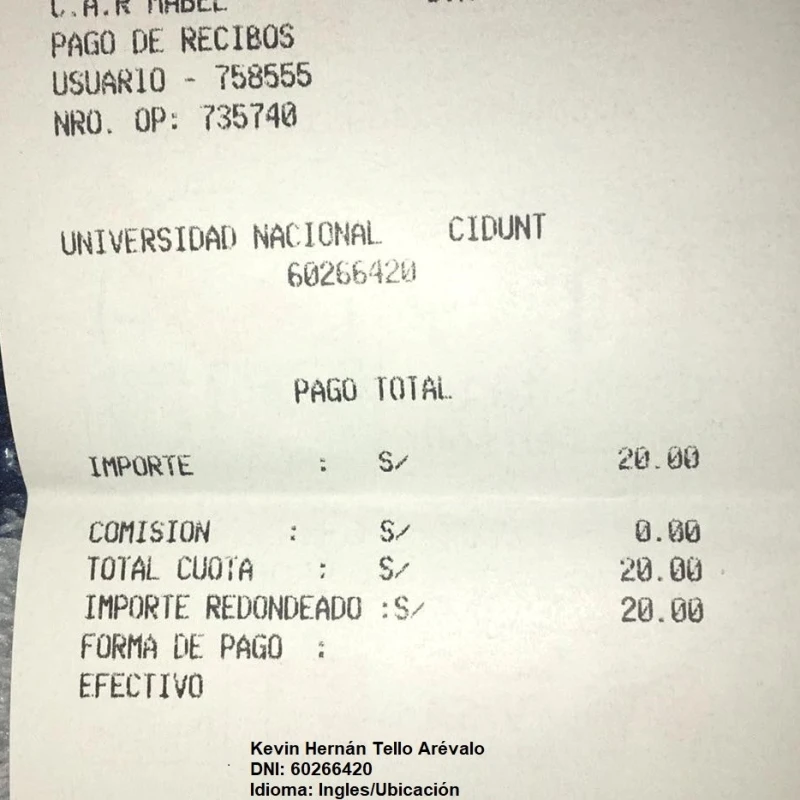 C.A.R MABEL
PAGO DE RECIBOS
USUARIO - 758555
NRO. OP: 735740
UNIVERSIDAD NACIONAL CIDUNT
60266420
PAGO TOTAL
IMPORTE : S/ 20.00
COMISION : S/ 0.00
TOTAL CUOTA : S/ 20.00
IMPORTE REDONDEADO :S/ 20.00
FORMA DE PAGO :
EFECTIVO
Kevin Hernán Tello Arévalo
DNI: 60266420
Idioma: Ingles/Ubicación